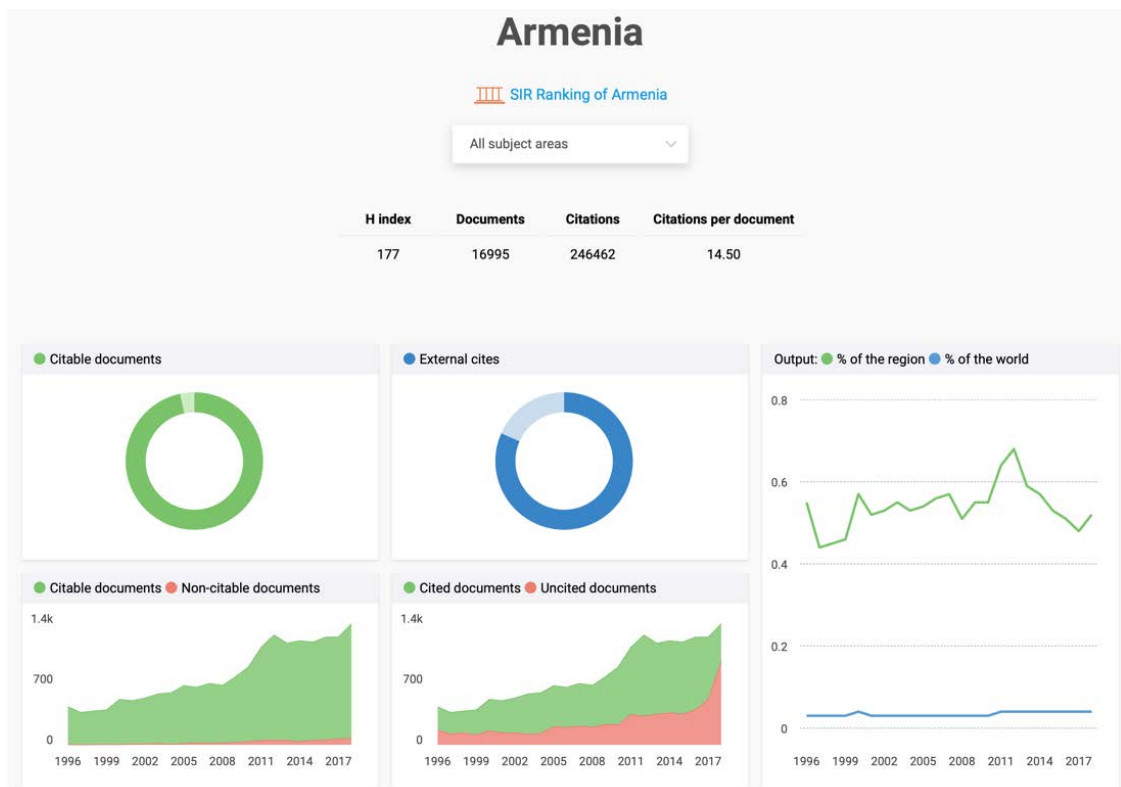 Armenia
SIR Ranking of Armenia
All subject areas
H index Documents Citations Citations per document
177 16995 246462 14.50
Citable documents
External cites
Output: % of the region % of the world
0.8
0.6
0.4
0.2
0
1996 1999 2002 2005 2008 2011 2014 2017
Citable documents Non-citable documents
1.4k
700
0
1996 1999 2002 2005 2008 2011 2014 2017
Cited documents Uncited documents
1.4k
700
0
1996 1999 2002 2005 2008 2011 2014 2017